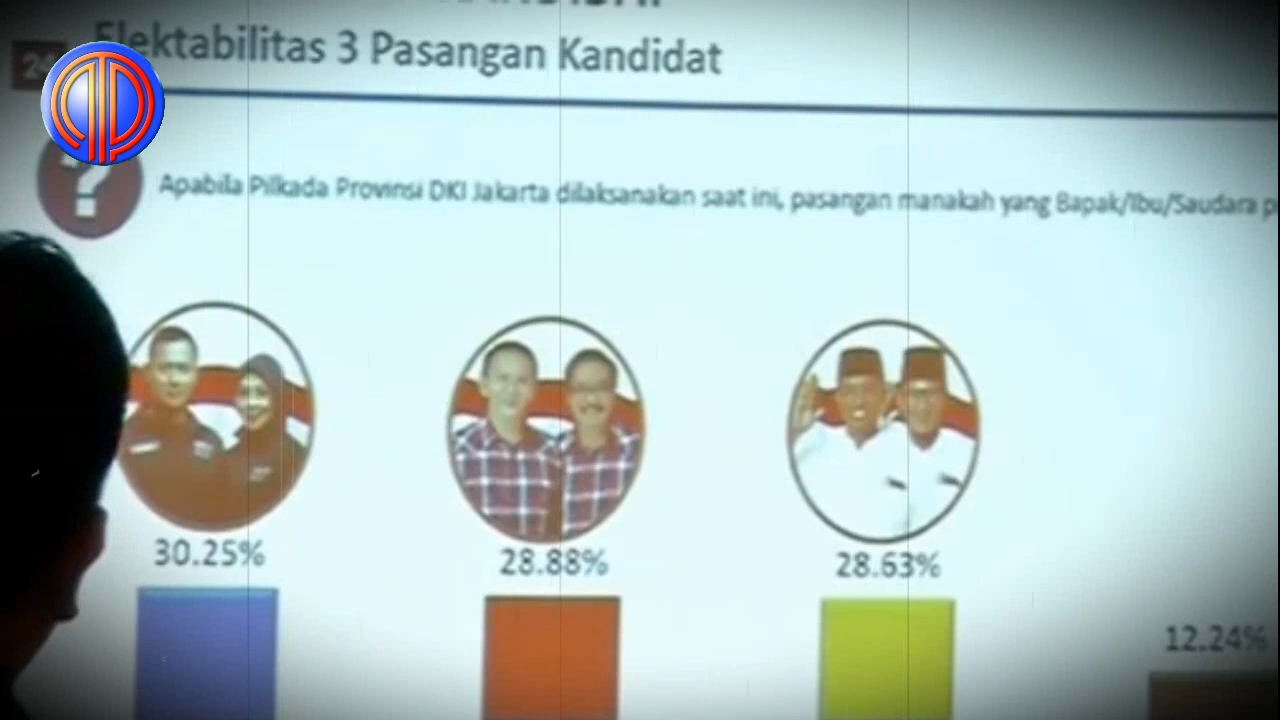 Elektabilitas 3 Pasangan Kandidat
?
Apabila Pilkada Provinsi DKI Jakarta dilaksanakan saat ini, pasangan manakah yang Bapak/Ibu/Saudara
30.25%
28.88%
28.63%
12.24%